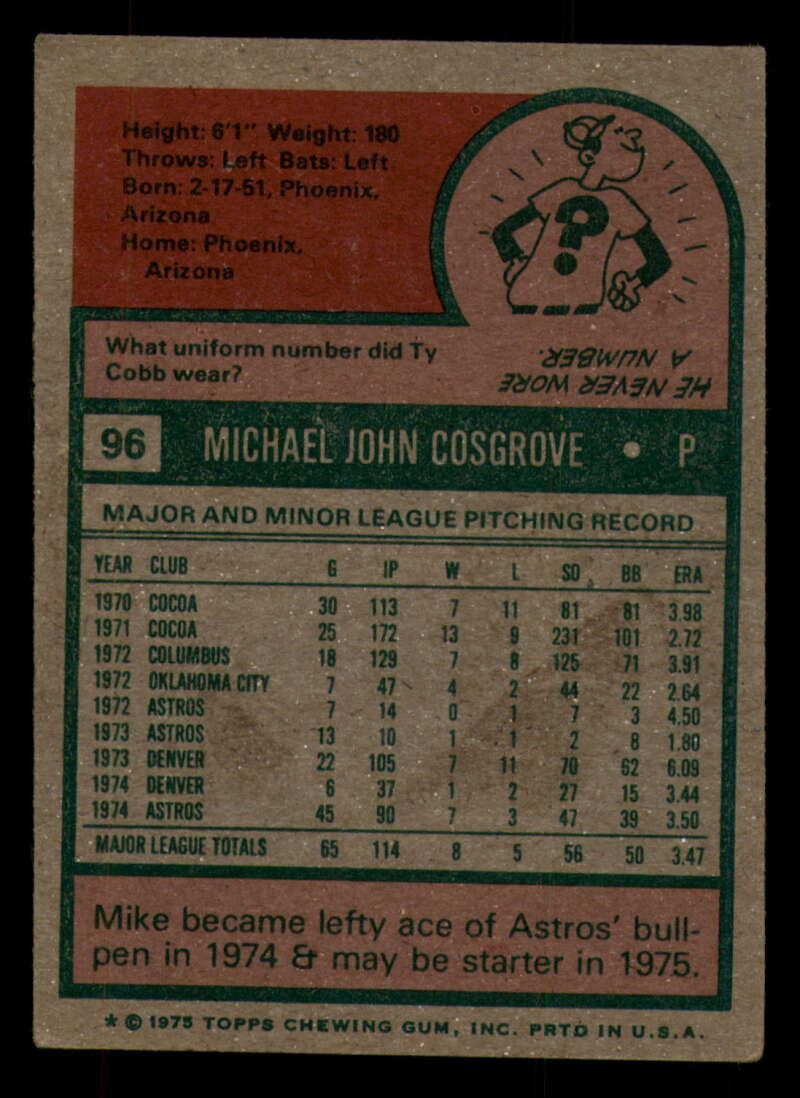 Height: 6'1" Weight: 180
Throws: Left Bats: Left
Born: 2-17-51, Phoenix,
Arizona
Home: Phoenix,
Arizona
?
What uniform number did Ty
Cobb wear?
HE NEVER WORE
A NUMBER.
96 MICHAEL JOHN COSGROVE • P
MAJOR AND MINOR LEAGUE PITCHING RECORD
YEAR CLUB G IP W L SO BB ERA
1970 COCOA 30 113 7 11 81 81 3.98
1971 COCOA 25 172 13 9 231 101 2.72
1972 COLUMBUS 18 129 7 8 125 71 3.91
1972 OKLAHOMA CITY 7 47 4 2 44 22 2.64
1972 ASTROS 7 14 0 1 7 3 4.50
1973 ASTROS 13 10 1 1 2 8 1.80
1973 DENVER 22 105 7 11 70 62 6.09
1974 DENVER 6 37 1 2 27 15 3.44
1974 ASTROS 45 90 7 3 47 39 3.50
MAJOR LEAGUE TOTALS 65 114 8 5 56 50 3.47
Mike became lefty ace of Astros' bull-
pen in 1974 & may be starter in 1975.
* © 1975 TOPPS CHEWING GUM, INC. PRTD IN U.S.A.